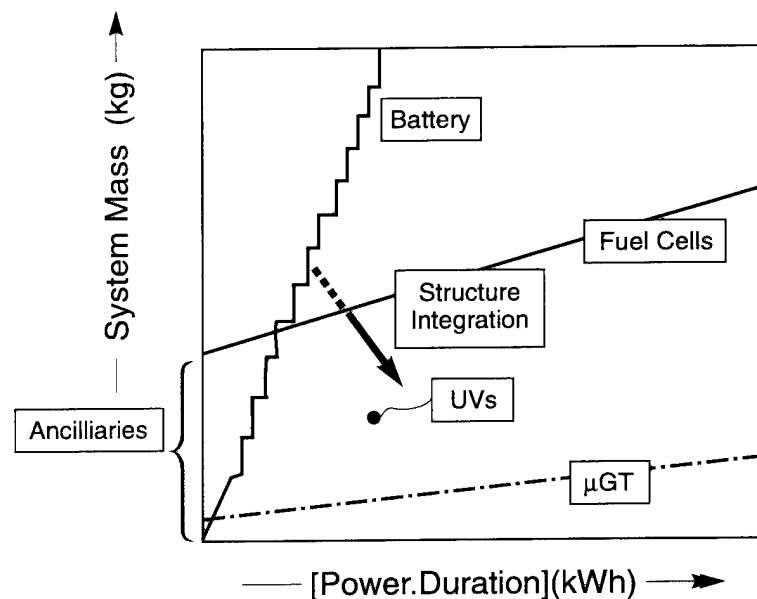 System Mass (kg)
Battery
Fuel Cells
Structure
Integration
UVs
Ancilliaries
μGT
[Power.Duration](kWh)